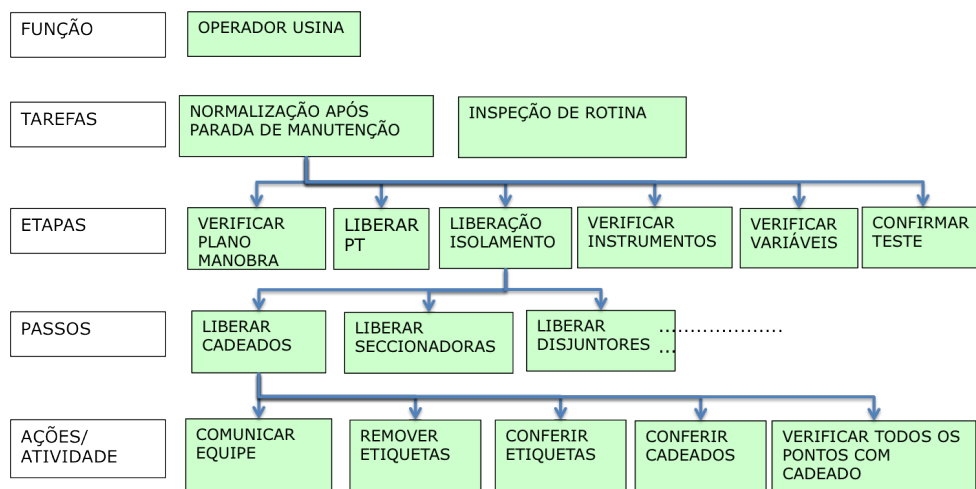 FUNÇÃO
OPERADOR USINA
TAREFAS
NORMALIZAÇÃO APÓS
PARADA DE MANUTENÇÃO
INSPEÇÃO DE ROTINA
ETAPAS
VERIFICAR
PLANO
MANOBRA
LIBERAR
PT
LIBERAÇÃO
ISOLAMENTO
VERIFICAR
INSTRUMENTOS
VERIFICAR
VARIÁVEIS
CONFIRMAR
TESTE
PASSOS
LIBERAR
CADEADOS
LIBERAR
SECCIONADORAS
LIBERAR
DISJUNTORES
....................
...
AÇÕES/
ATIVIDADE
COMUNICAR
EQUIPE
REMOVER
ETIQUETAS
CONFERIR
ETIQUETAS
CONFERIR
CADEADOS
VERIFICAR TODOS OS
PONTOS COM
CADEADO